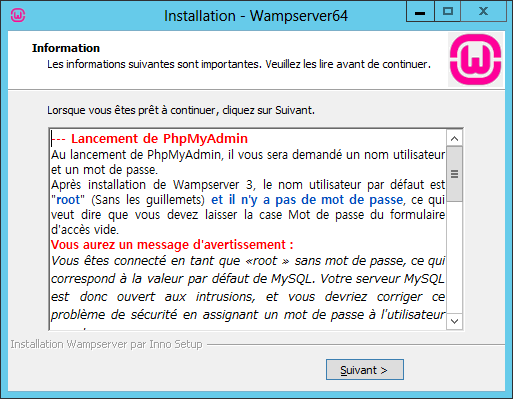 Installation - Wampserver64
Information
Les informations suivantes sont importantes. Veuillez les lire avant de continuer.
Lorsque vous êtes prêt à continuer, cliquez sur Suivant.
--- Lancement de PhpMyAdmin
Au lancement de PhpMyAdmin, il vous sera demandé un nom utilisateur
et un mot de passe.
Après installation de Wampserver 3, le nom utilisateur par défaut est
"root" (Sans les guillemets) et il n'y a pas de mot de passe, ce qui
veut dire que vous devez laisser la case Mot de passe du formulaire
d'accès vide.
Vous aurez un message d'avertissement :
Vous êtes connecté en tant que «root » sans mot de passe, ce qui
correspond à la valeur par défaut de MySQL. Votre serveur MySQL
est donc ouvert aux intrusions, et vous devriez corriger ce
problème de sécurité en assignant un mot de passe à l'utilisateur
Installation Wampserver par Inno Setup
Suivant >